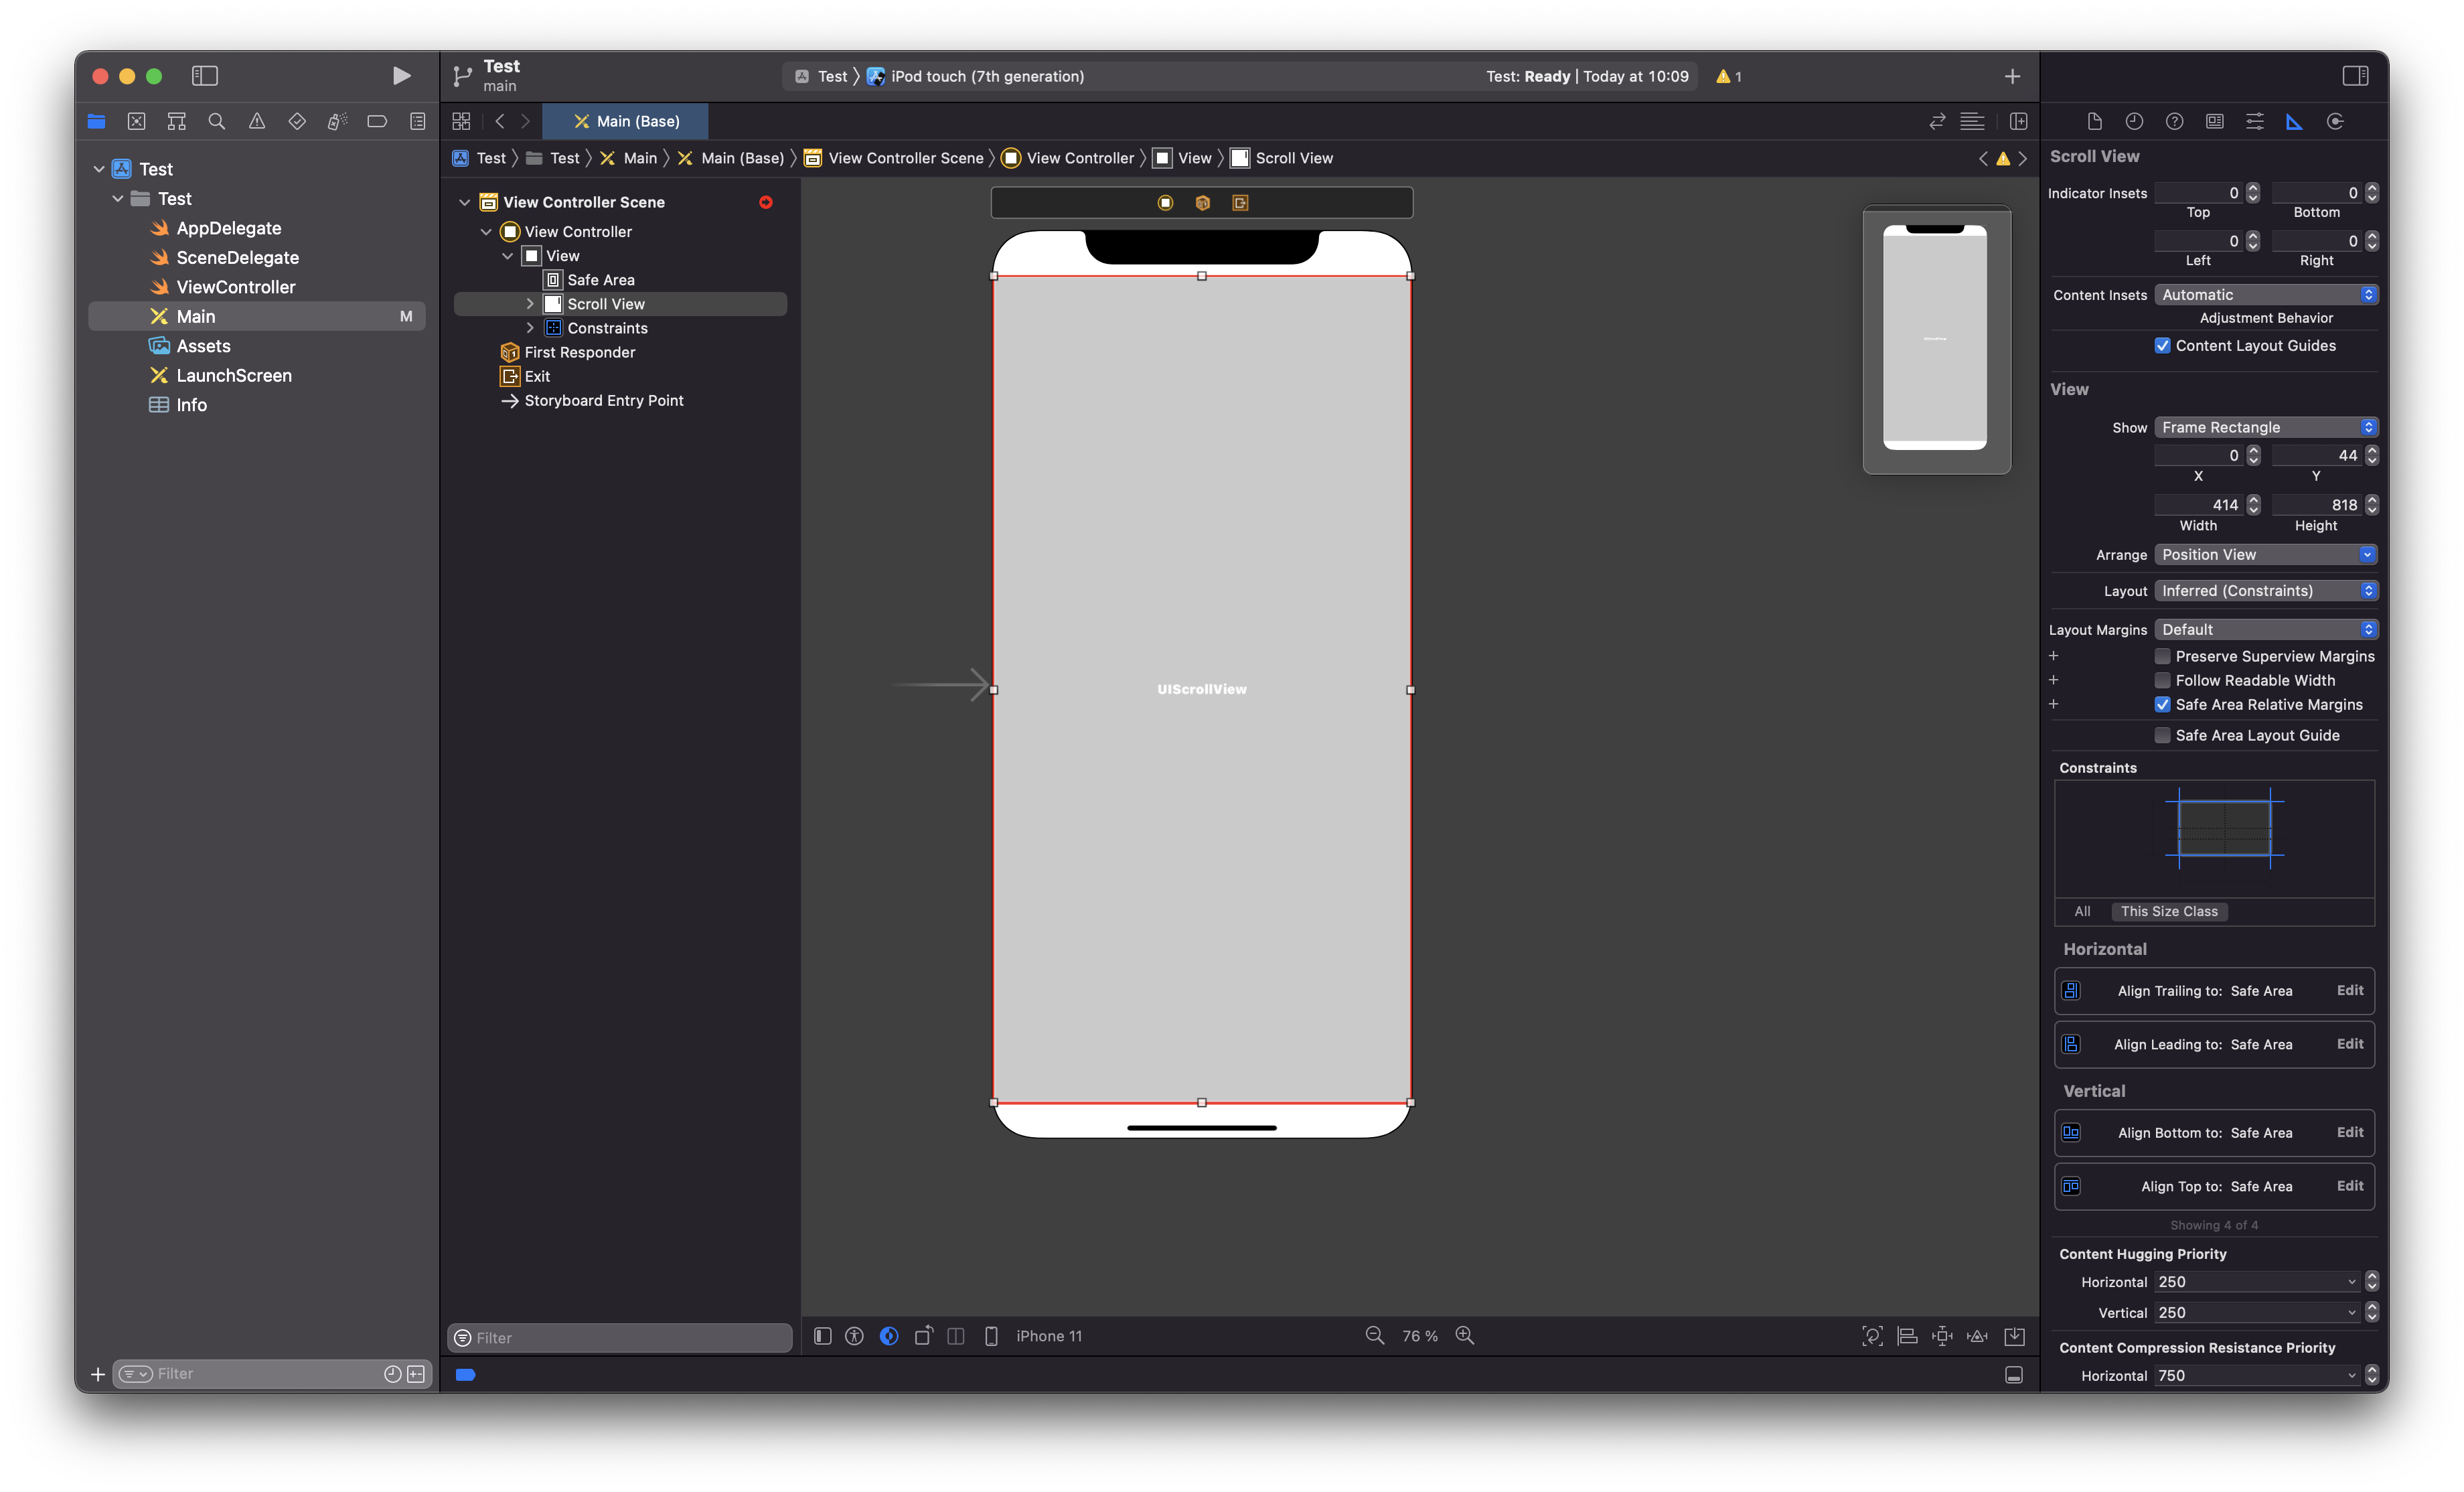 Test
main
Test
iPod touch (7th generation)
Test: Ready | Today at 10:09
1
Main (Base)
Test
Test
Main
Main (Base)
View Controller Scene
View Controller
View
Scroll View
Test
Test
AppDelegate
SceneDelegate
ViewController
Main
M
Assets
LaunchScreen
Info
Filter
View Controller Scene
View Controller
View
Safe Area
Scroll View
Constraints
First Responder
Exit
Storyboard Entry Point
Filter
UIScrollView
iPhone 11
76 %
Scroll View
Indicator Insets 0 0
Top Bottom
0 0
Left Right
Content Insets Automatic
Adjustment Behavior
Content Layout Guides
View
Show Frame Rectangle
0 44
X Y
414 818
Width Height
Arrange Position View
Layout Inferred (Constraints)
Layout Margins Default
Preserve Superview Margins
Follow Readable Width
Safe Area Relative Margins
Safe Area Layout Guide
Constraints
All This Size Class
Horizontal
Align Trailing to: Safe Area Edit
Align Leading to: Safe Area Edit
Vertical
Align Bottom to: Safe Area Edit
Align Top to: Safe Area Edit
Showing 4 of 4
Content Hugging Priority
Horizontal 250
Vertical 250
Content Compression Resistance Priority
Horizontal 750